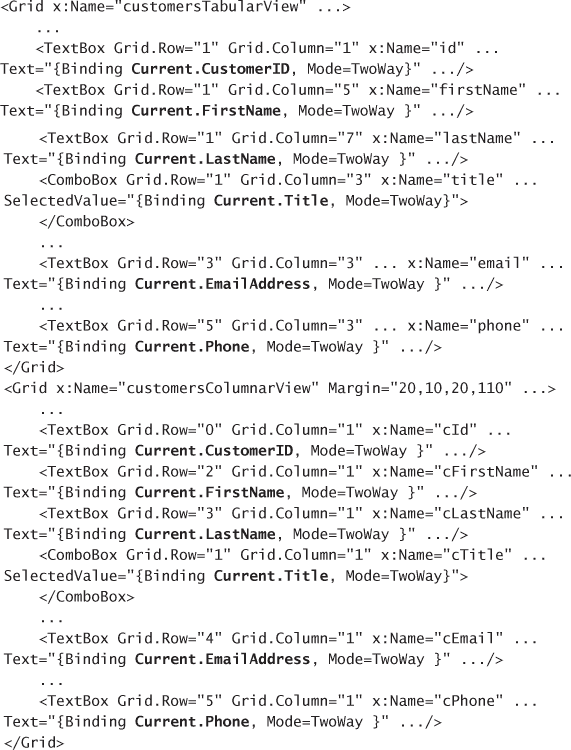 <Grid x:Name="customersTabularView" ...>
...
<TextBox Grid.Row="1" Grid.Column="1" x:Name="id" ...
Text="{Binding Current.CustomerID, Mode=TwoWay}" .../>
<TextBox Grid.Row="1" Grid.Column="5" x:Name="firstName" ...
Text="{Binding Current.FirstName, Mode=TwoWay }" .../>
<TextBox Grid.Row="1" Grid.Column="7" x:Name="lastName" ...
Text="{Binding Current.LastName, Mode=TwoWay }" .../>
<ComboBox Grid.Row="1" Grid.Column="3" x:Name="title" ...
SelectedValue="{Binding Current.Title, Mode=TwoWay}">
</ComboBox>
...
<TextBox Grid.Row="3" Grid.Column="3" ... x:Name="email" ...
Text="{Binding Current.EmailAddress, Mode=TwoWay }" .../>
...
<TextBox Grid.Row="5" Grid.Column="3" ... x:Name="phone" ...
Text="{Binding Current.Phone, Mode=TwoWay }" .../>
</Grid>
<Grid x:Name="customersColumnarView" Margin="20,10,20,110" ...>
...
<TextBox Grid.Row="0" Grid.Column="1" x:Name="cId" ...
Text="{Binding Current.CustomerID, Mode=TwoWay }" .../>
<TextBox Grid.Row="2" Grid.Column="1" x:Name="cFirstName" ...
Text="{Binding Current.FirstName, Mode=TwoWay }" .../>
<TextBox Grid.Row="3" Grid.Column="1" x:Name="cLastName" ...
Text="{Binding Current.LastName, Mode=TwoWay }" .../>
<ComboBox Grid.Row="1" Grid.Column="1" x:Name="cTitle" ...
SelectedValue="{Binding Current.Title, Mode=TwoWay}">
</ComboBox>
...
<TextBox Grid.Row="4" Grid.Column="1" x:Name="cEmail" ...
Text="{Binding Current.EmailAddress, Mode=TwoWay }" .../>
...
<TextBox Grid.Row="5" Grid.Column="1" x:Name="cPhone" ...
Text="{Binding Current.Phone, Mode=TwoWay }" .../>
</Grid>